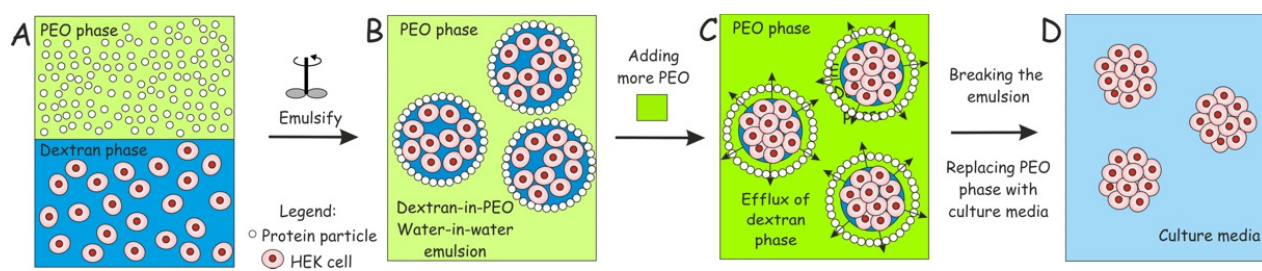 A
PEO phase
Dextran phase
Emulsify
Legend:
Protein particle
HEK cell
B
PEO phase
Dextran-in-PEO
Water-in-water
emulsion
Adding
more PEO
C
PEO phase
Efflux of
dextran
phase
Breaking the
emulsion
Replacing PEO
phase with
culture media
D
Culture media